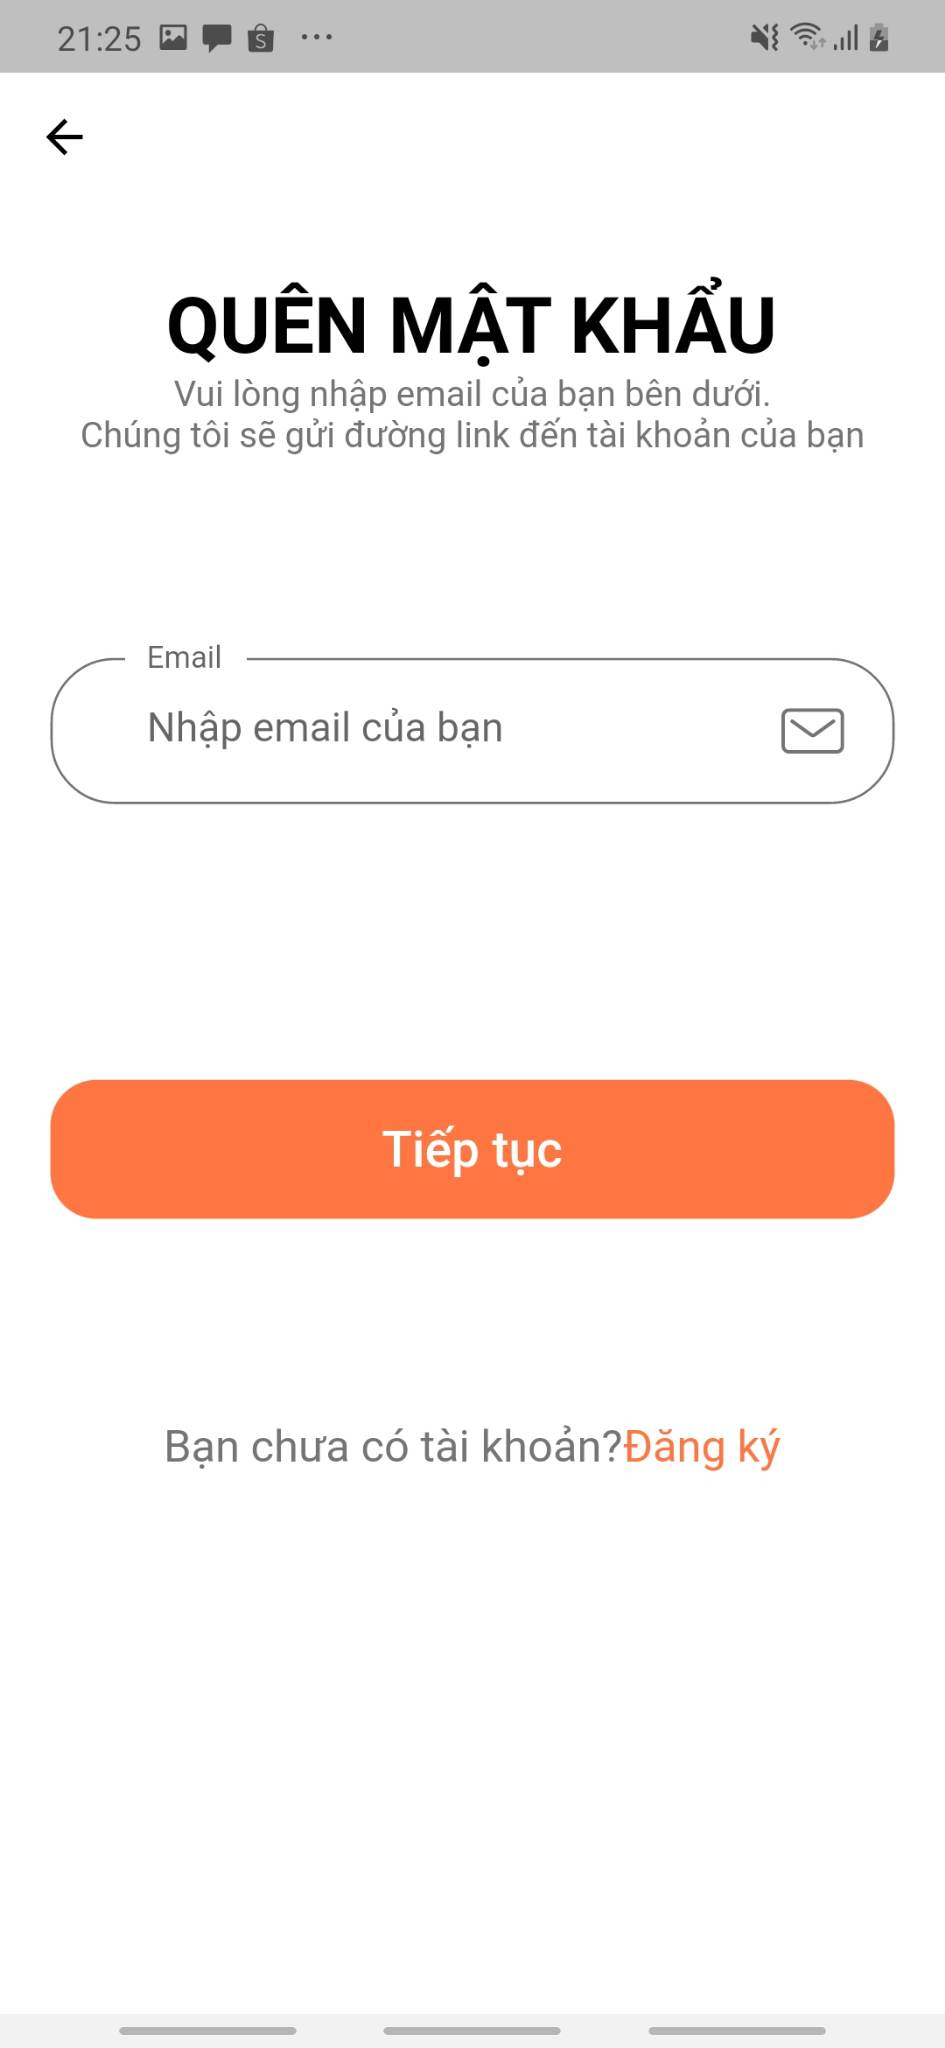 21:25
QUÊN MẬT KHẨU
Vui lòng nhập email của bạn bên dưới.
Chúng tôi sẽ gửi đường link đến tài khoản của bạn
Email
Nhập email của bạn
Tiếp tục
Bạn chưa có tài khoản?Đăng ký